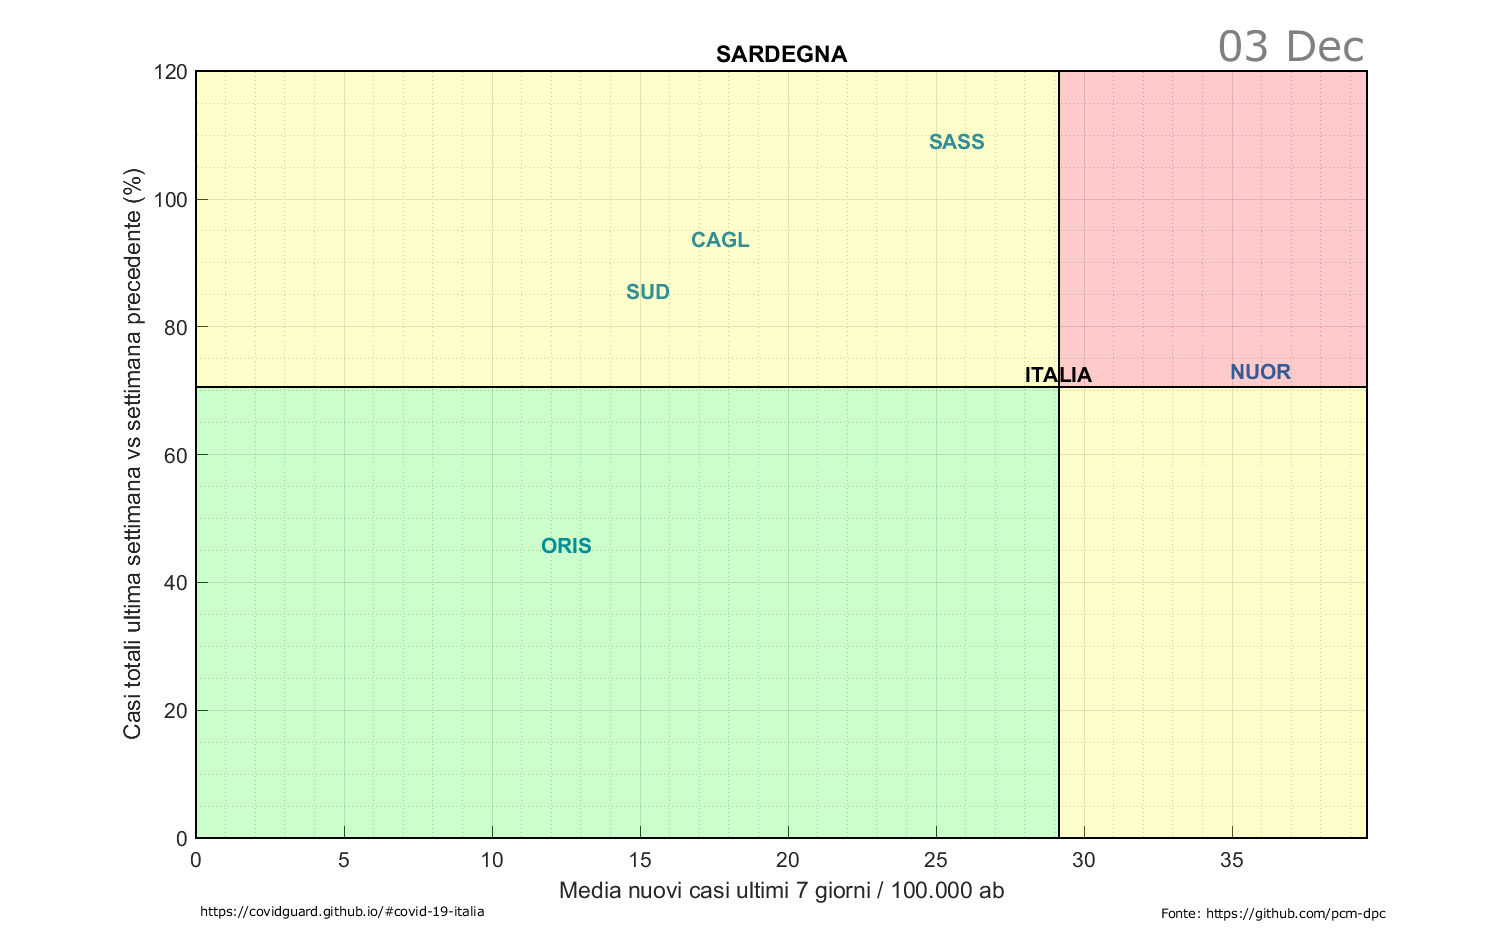 03 Dec
SARDEGNA
Casi totali ultima settimana vs settimana precedente (%)
120
100
80
60
40
20
0
SASS
CAGL
SUD
ITALIA
NUOR
ORIS
0 5 10 15 20 25 30 35
Media nuovi casi ultimi 7 giorni / 100.000 ab
https://covidguard.github.io/#covid-19-italia
Fonte: https://github.com/pcm-dpc